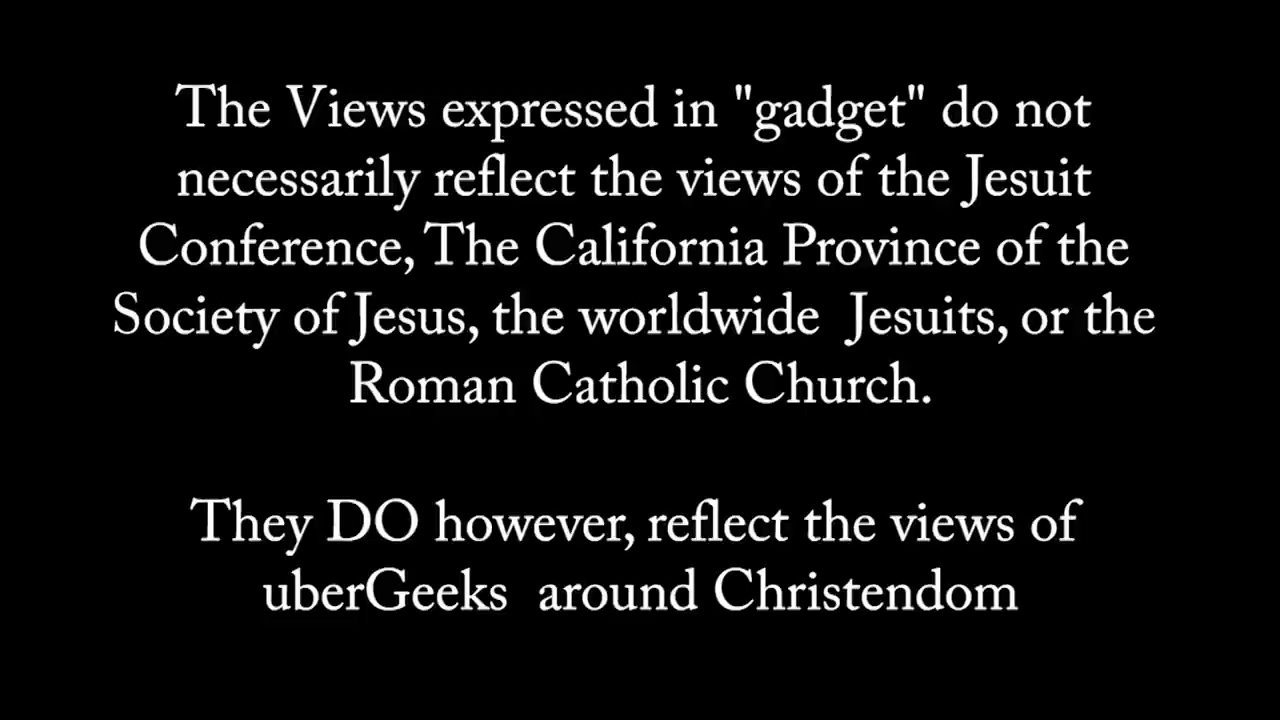 The Views expressed in "gadget" do not
necessarily reflect the views of the Jesuit
Conference, The California Province of the
Society of Jesus, the worldwide  Jesuits, or the
Roman Catholic Church.
They DO however, reflect the views of
uberGeeks  around Christendom